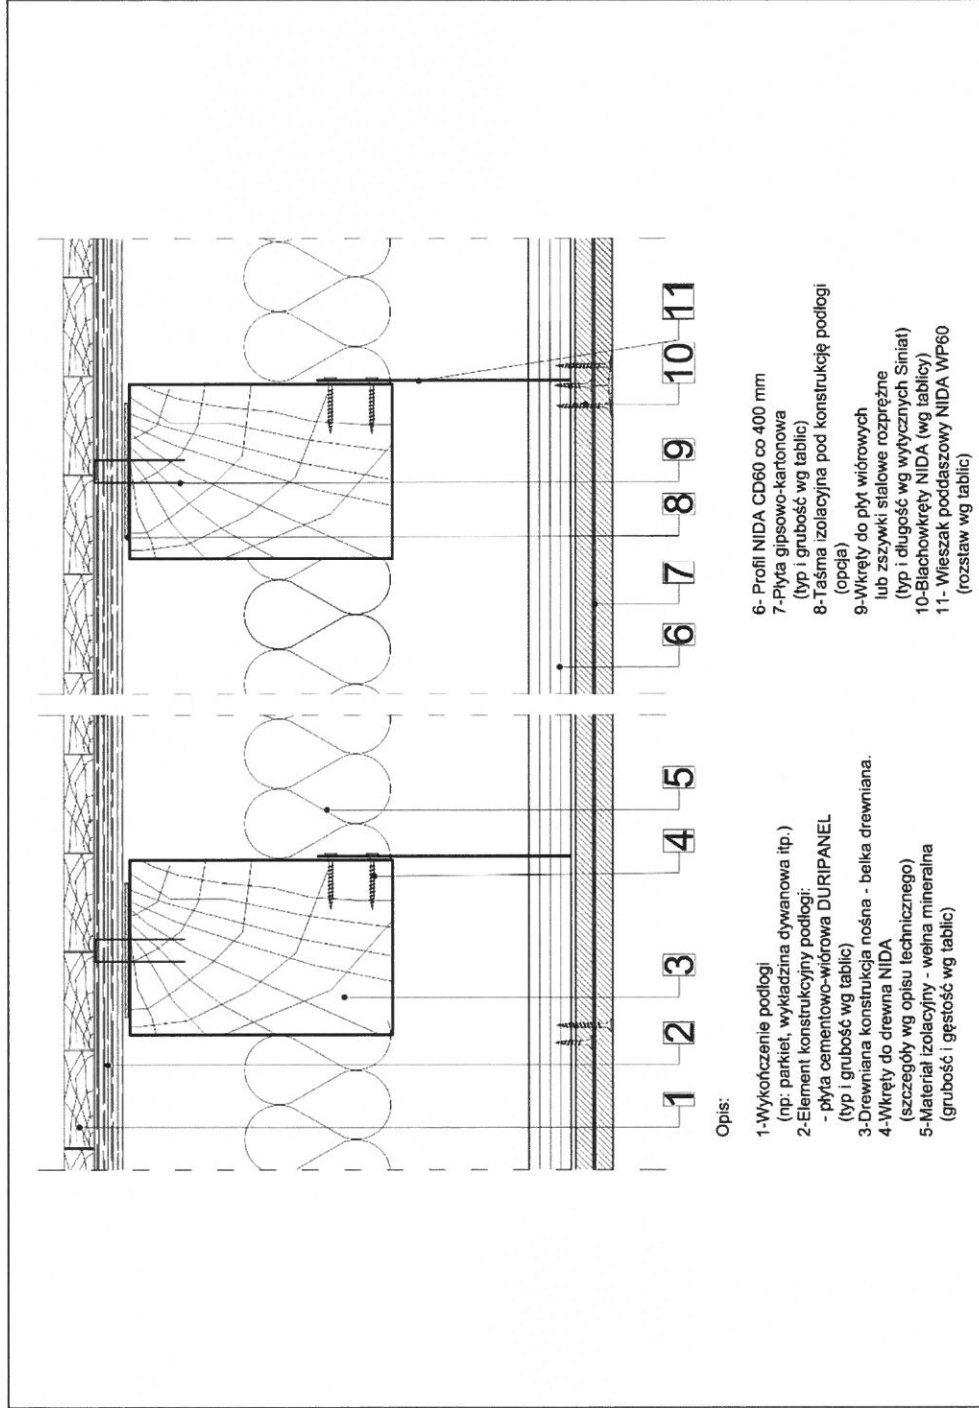 1
2
3
4
5
6
7
8
9
10
11
Opis:
1-Wykończenie podłogi
(np: parkiet, wykładzina dywanowa itp.)
2-Element konstrukcyjny podłogi:
- płyta cementowo-wiórowa DURIPANEL
(typ i grubość wg tablic)
3-Drewniana konstrukcja nośna - belka drewniana.
4-Wkręty do drewna NIDA
(szczegóły wg opisu technicznego)
5-Materiał izolacyjny - wełna mineralna
(grubość i gęstość wg tablic)
6- Profil NIDA CD60 co 400 mm
7-Płyta gipsowo-kartonowa
(typ i grubość wg tablic)
8-Taśma izolacyjna pod konstrukcję podłogi
(opcja)
9-Wkręty do płyt wiórowych
lub zszywki stalowe rozprężne
(typ i długość wg wytycznych Siniat)
10-Blachowkręty NIDA (wg tablicy)
11- Wieszak poddaszowy NIDA WP60
(rozstaw wg tablic)